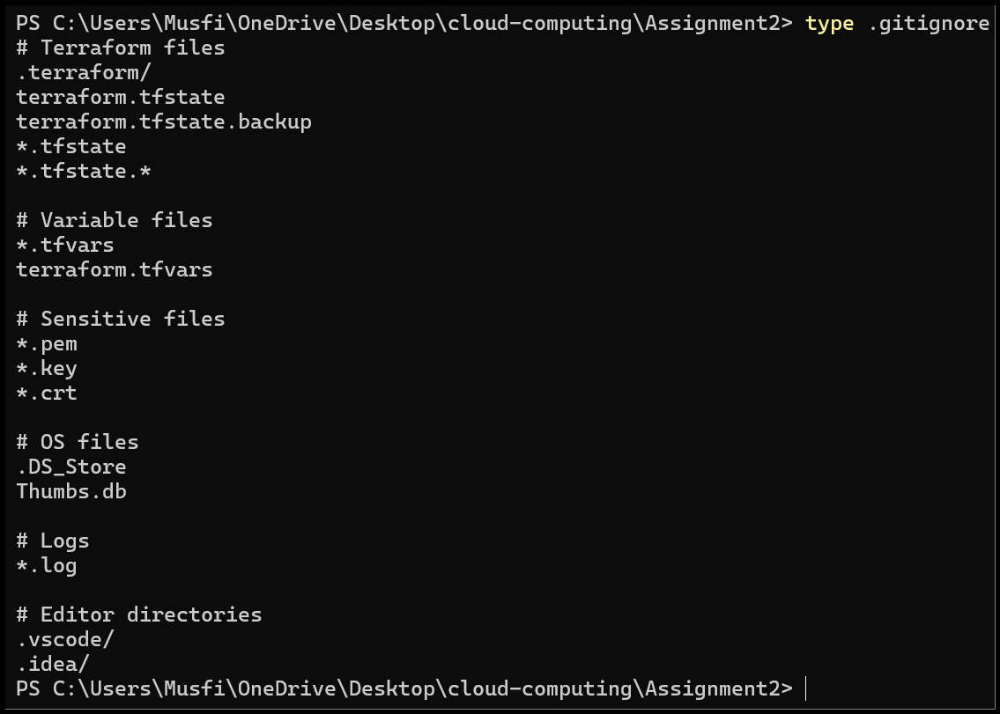 PS C:\Users\Musfi\OneDrive\Desktop\cloud-computing\Assignment2> type .gitignore
# Terraform files
.terraform/
terraform.tfstate
terraform.tfstate.backup
*.tfstate
*.tfstate.*

# Variable files
*.tfvars
terraform.tfvars

# Sensitive files
*.pem
*.key
*.crt

# OS files
.DS_Store
Thumbs.db

# Logs
*.log

# Editor directories
.vscode/
.idea/
PS C:\Users\Musfi\OneDrive\Desktop\cloud-computing\Assignment2>